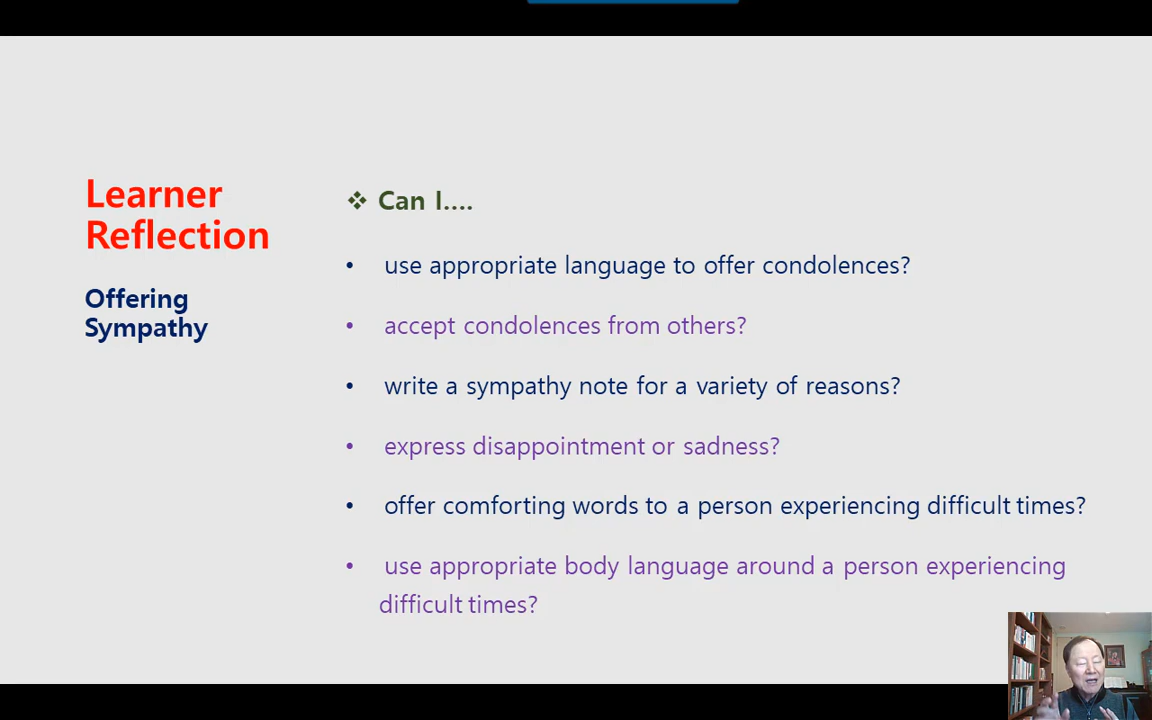 Learner
Reflection
Offering
Sympathy
❖ Can I....
• use appropriate language to offer condolences?
• accept condolences from others?
• write a sympathy note for a variety of reasons?
• express disappointment or sadness?
• offer comforting words to a person experiencing difficult times?
• use appropriate body language around a person experiencing
difficult times?